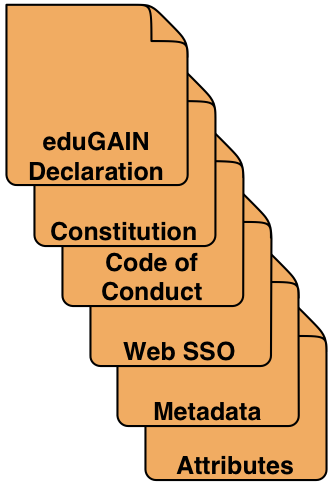 eduGAIN
Declaration
Constitution
Code of
Conduct
Web SSO
Metadata
Attributes